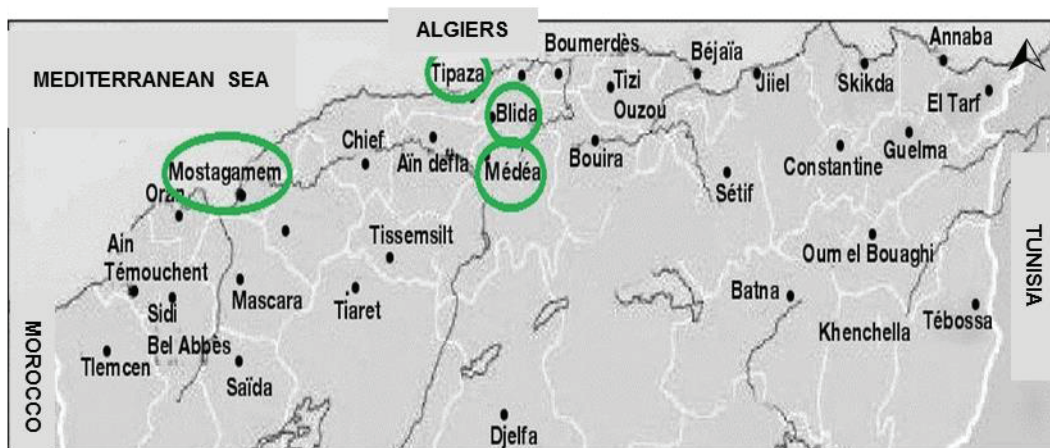 ALGIERS
MEDITERRANEAN SEA
Tipaza
Boumerdès
Béjaïa
Annaba
Tizi
Ouzou
Jiiel
Skikda
El Tarf
Blida
Chief
Aïn defla
Médéa
Bouira
Constantine
Guelma
Mostagamem
Oran
Sétif
Ain
Témouchent
Tissemsilt
Oum el Bouaghi
TUNISIA
Sidi
Bel Abbès
Mascara
Tiaret
Batna
Khenchella
Tébossa
MOROCCO
Tlemcen
Saïda
Djelfa